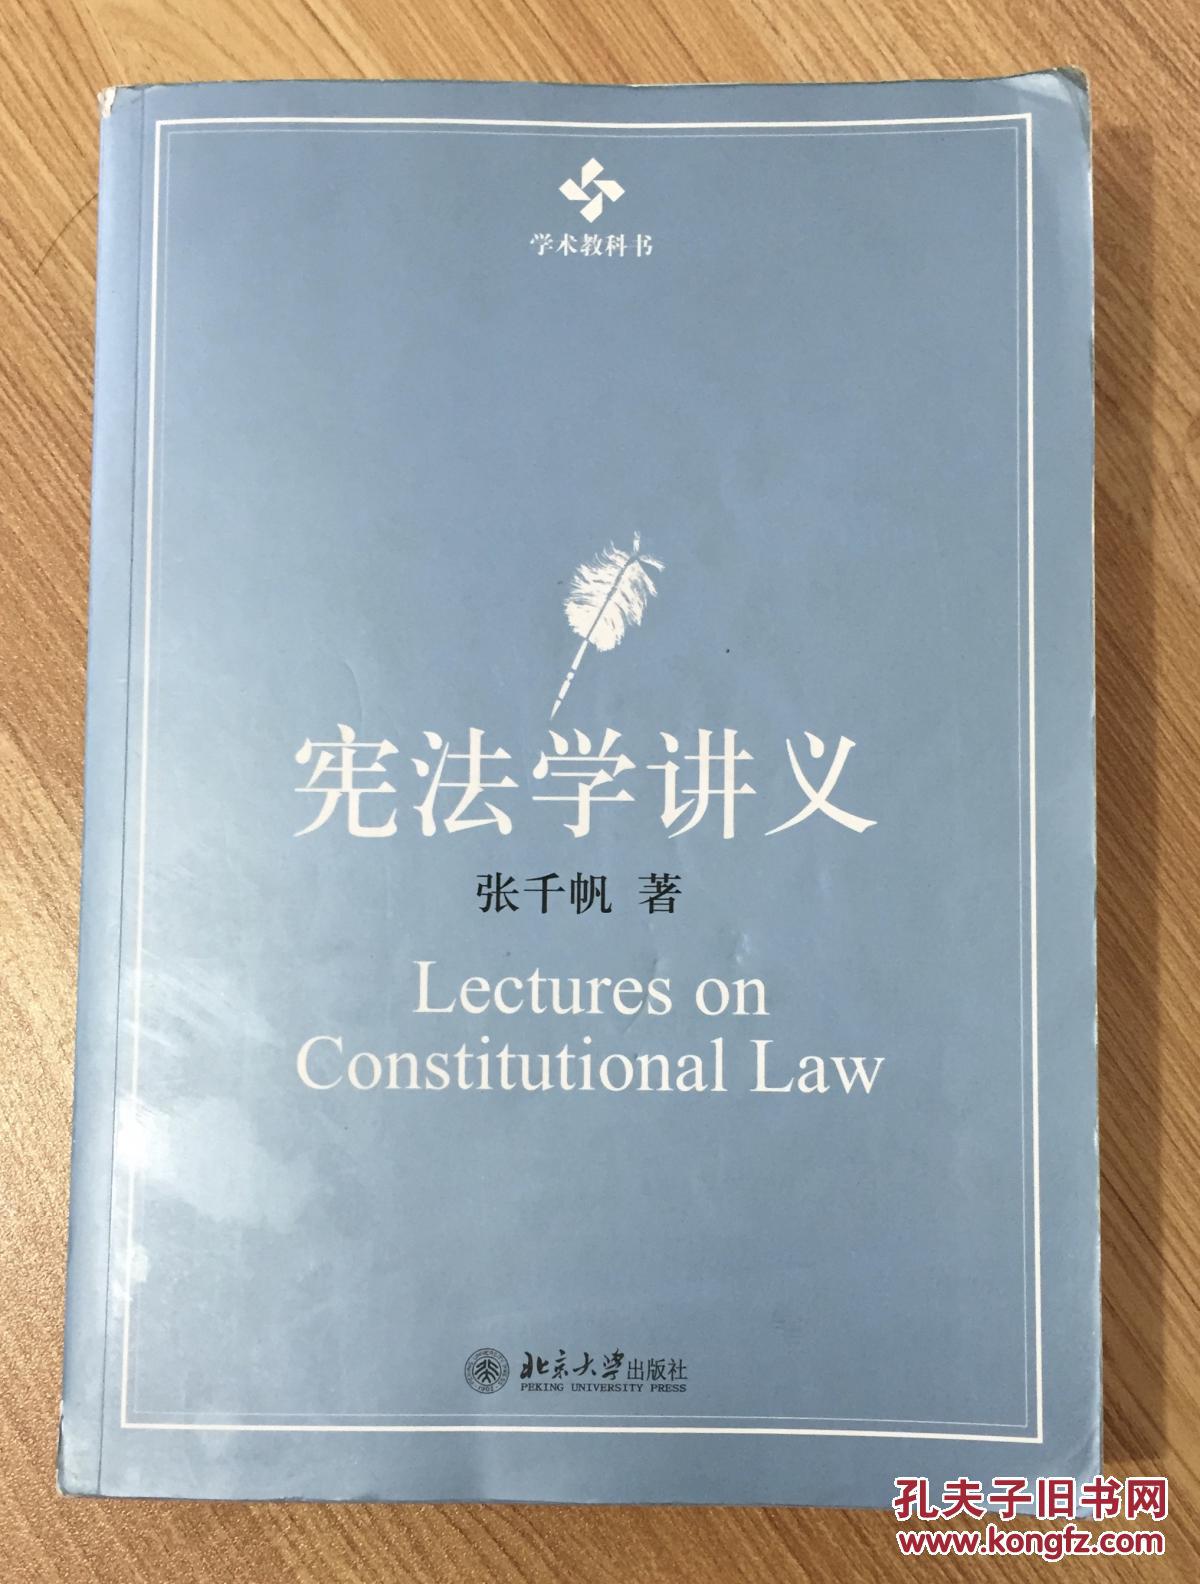 学术教科书
宪法学讲义
张千帆 著
Lectures on
Constitutional Law
北京大学出版社
PEKING UNIVERSITY PRESS
孔夫子旧书网
www.kongfz.com